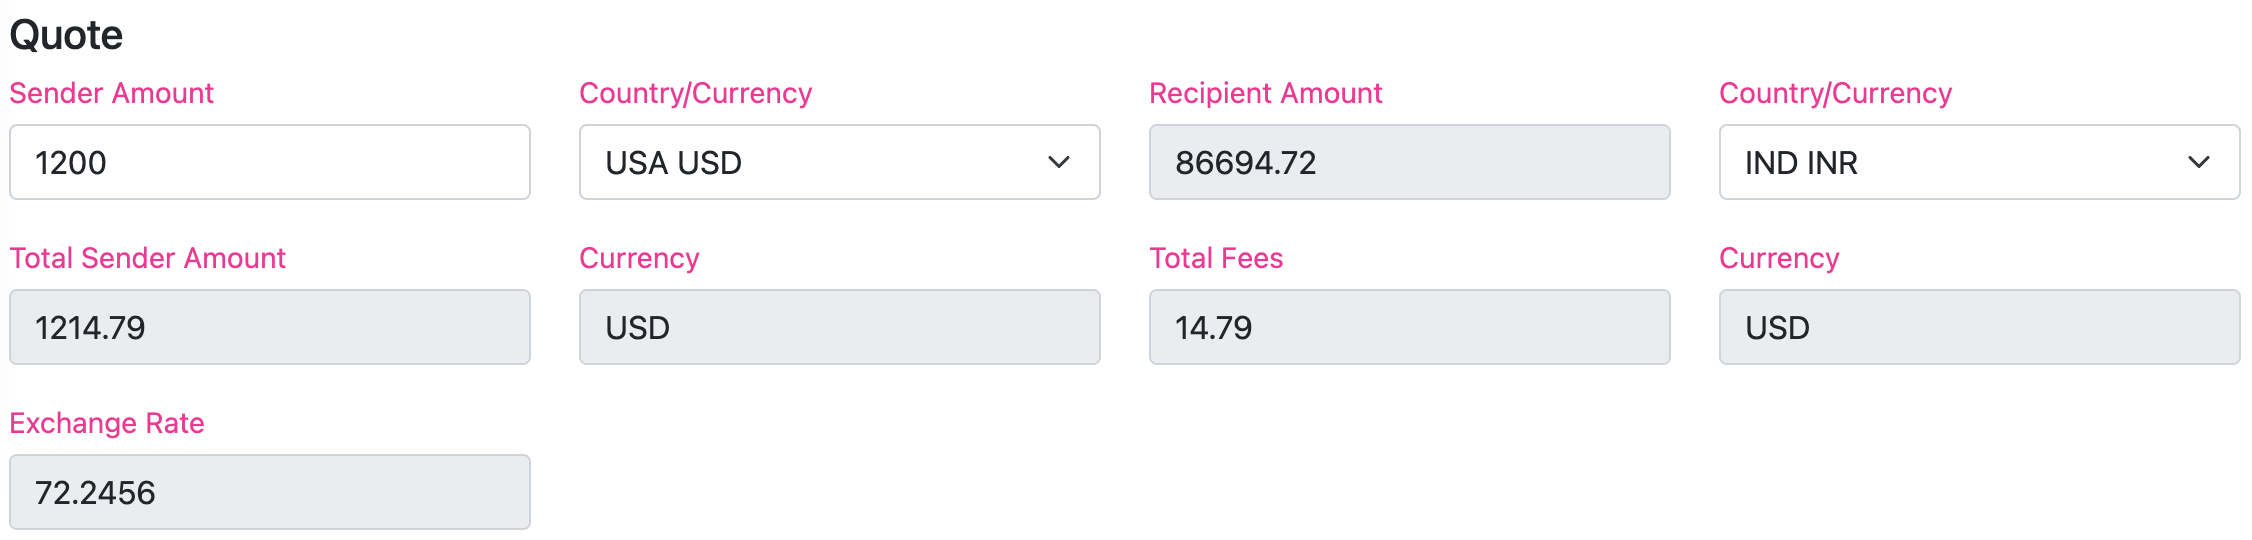 Quote
Sender Amount
Country/Currency
Recipient Amount
Country/Currency
1200
USA USD
86694.72
IND INR
Total Sender Amount
Currency
Total Fees
Currency
1214.79
USD
14.79
USD
Exchange Rate
72.2456